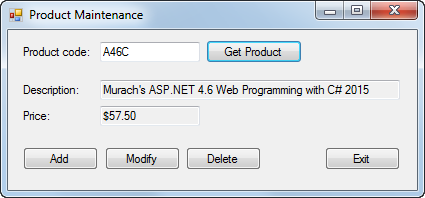 Product Maintenance
Product code: A46C Get Product
Description: Murach's ASP.NET 4.6 Web Programming with C# 2015
Price: $57.50
Add Modify Delete Exit